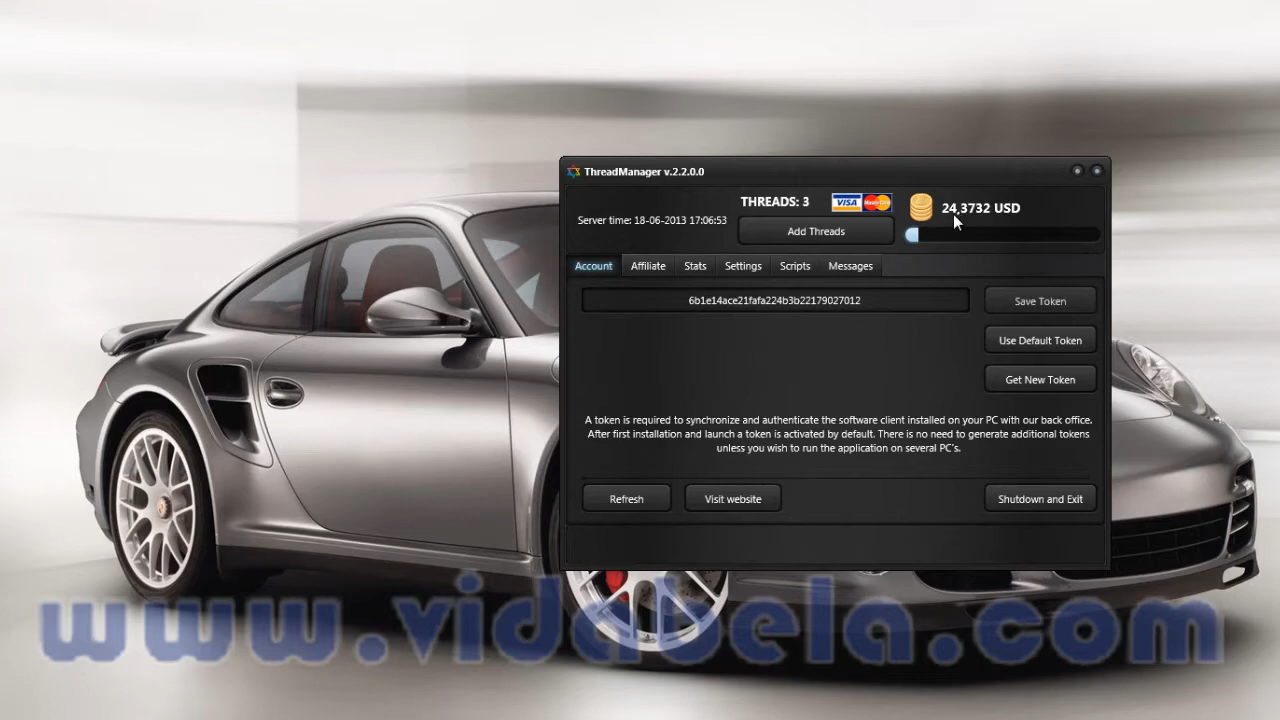 ThreadManager v.2.2.0.0
THREADS: 3
VISA
MasterCard
24,3732 USD
Server time: 18-06-2013 17:06:53
Add Threads
Account
Affiliate
Stats
Settings
Scripts
Messages
6b1e14ace21fafa224b3b22179027012
Save Token
Use Default Token
Get New Token
A token is required to synchronize and authenticate the software client installed on your PC with our back office.
After first installation and launch a token is activated by default. There is no need to generate additional tokens
unless you wish to run the application on several PC's.
Refresh
Visit website
Shutdown and Exit
www.vidabela.com